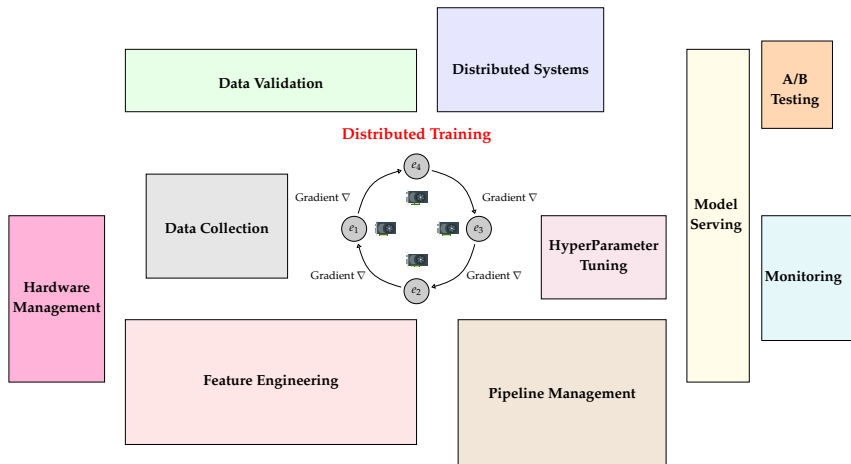 Distributed Systems
A/B
Testing
Data Validation
Distributed Training
e4
Gradient ∇
Gradient ∇
Data Collection
e1
e3
Model
Serving
HyperParameter
Tuning
Hardware
Management
Gradient ∇
Gradient ∇
Monitoring
e2
Feature Engineering
Pipeline Management